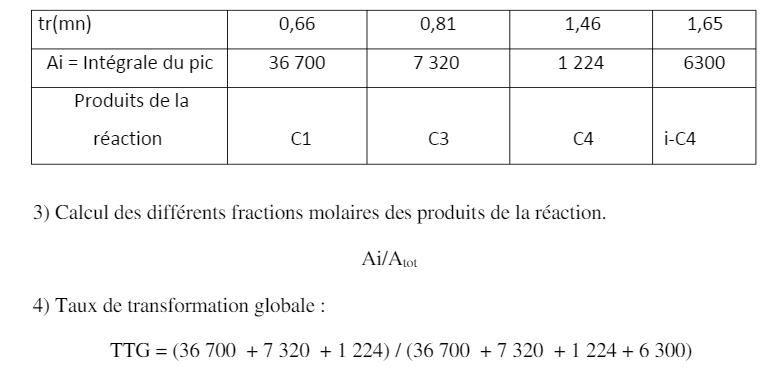 tr(mn) 0,66 0,81 1,46 1,65
Ai = Intégrale du pic 36 700 7 320 1 224 6300
Produits de la
réaction C1 C3 C4 i-C4
3) Calcul des différents fractions molaires des produits de la réaction.
Ai/Atot
4) Taux de transformation globale :
TTG = (36 700 + 7 320 + 1 224) / (36 700 + 7 320 + 1 224 + 6 300)